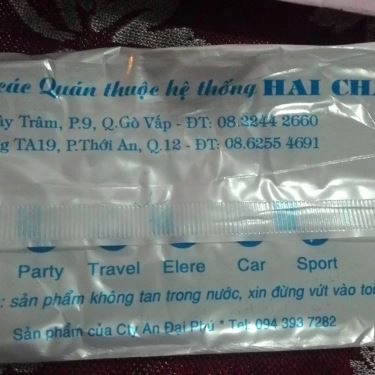 các Quán thuộc hệ thống HAI CH
ây Trâm, P.9, Q.Gò Vấp - ĐT: 08.2244 2660
ng TA19, P.Thới An, Q.12 - ĐT: 08.6255 4691
Party Travel Elere Car Sport
: sản phẩm không tan trong nước, xin đừng vứt vào
Sản phẩm của Cty An Đại Phú * Tel: 094 393 7282